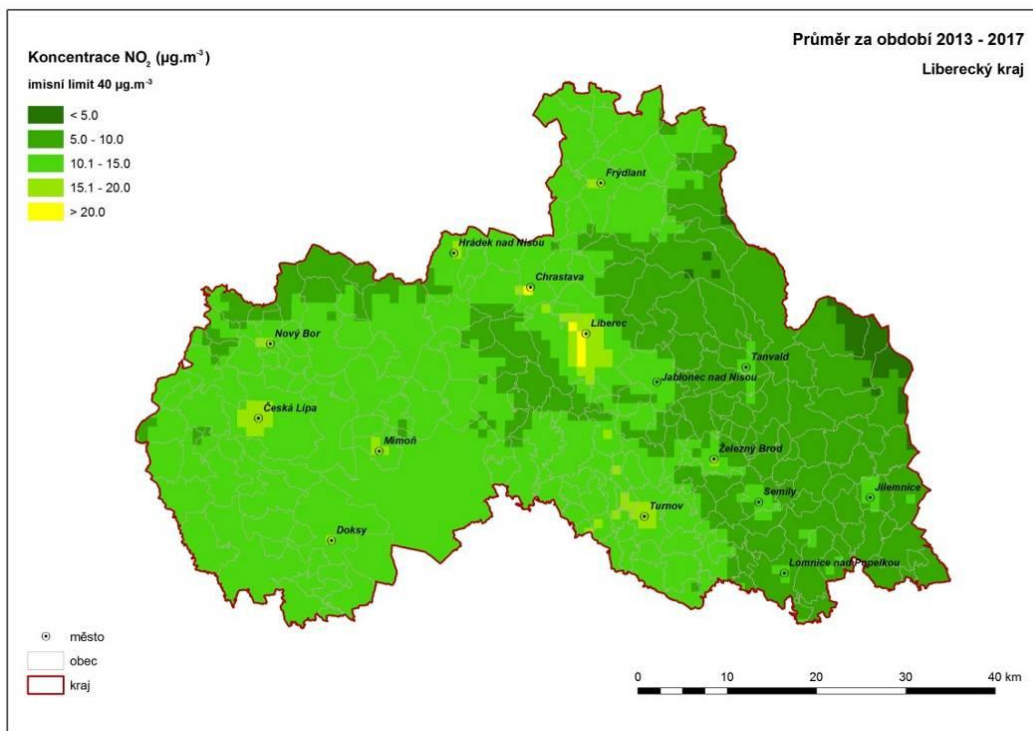 Průměr za období 2013 - 2017
Liberecký kraj
Koncentrace NO₂ (µg.m⁻³)
imisní limit 40 µg.m⁻³
< 5.0
5.0 - 10.0
10.1 - 15.0
15.1 - 20.0
> 20.0
Frýdlant
Hrádek nad Nisou
Chrastava
Liberec
Nový Bor
Tanvald
Jablonec nad Nisou
Česká Lípa
Mimoň
Železný Brod
Semily
Jilemnice
Turnov
Doksy
Lomnice nad Popelkou
město
obec
kraj
0 10 20 30 40 km